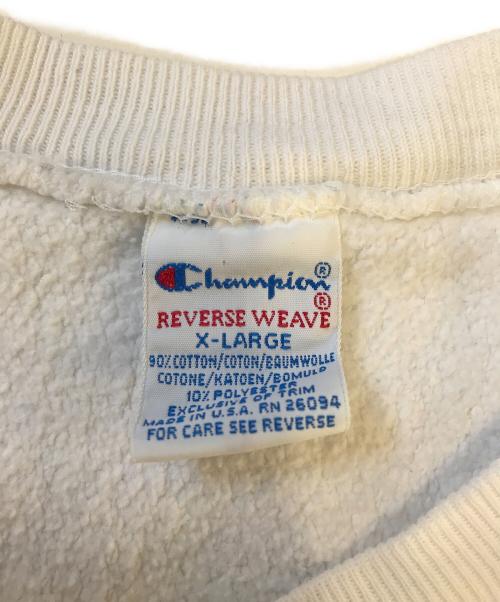 Champion®
REVERSE WEAVE®
X-LARGE
90% COTTON/COTON/BAUMWOLLE
COTONE/KATOEN/BOMULD
10% POLYESTER
EXCLUSIVE OF TRIM
MADE IN U.S.A. RN 26094
FOR CARE SEE REVERSE